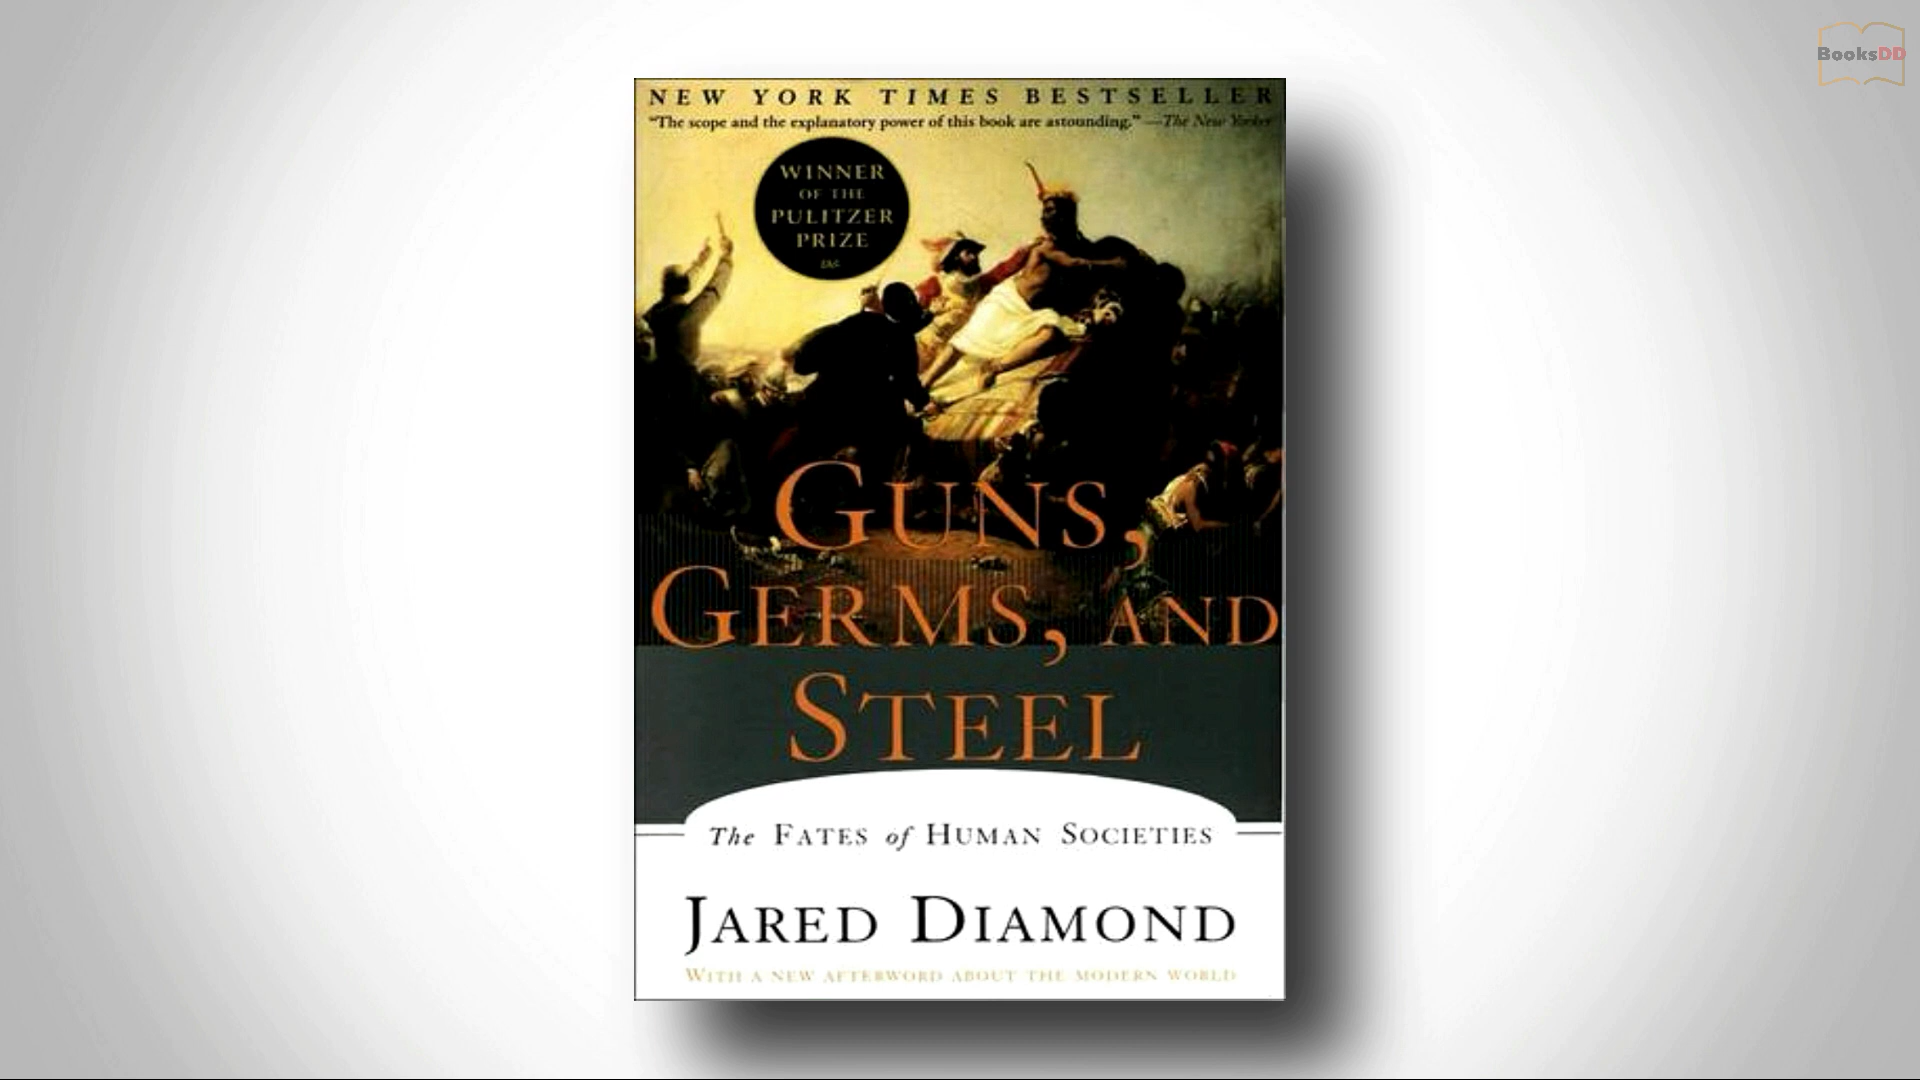 BooksDD
NEW YORK TIMES BESTSELLER
“The scope and the explanatory power of this book are astounding.” —The New Yorker
WINNER
OF THE
PULITZER
PRIZE
GUNS,
GERMS, AND
STEEL
The FATES of HUMAN SOCIETIES
JARED DIAMOND
WITH A NEW AFTERWORD ABOUT THE MODERN WORLD